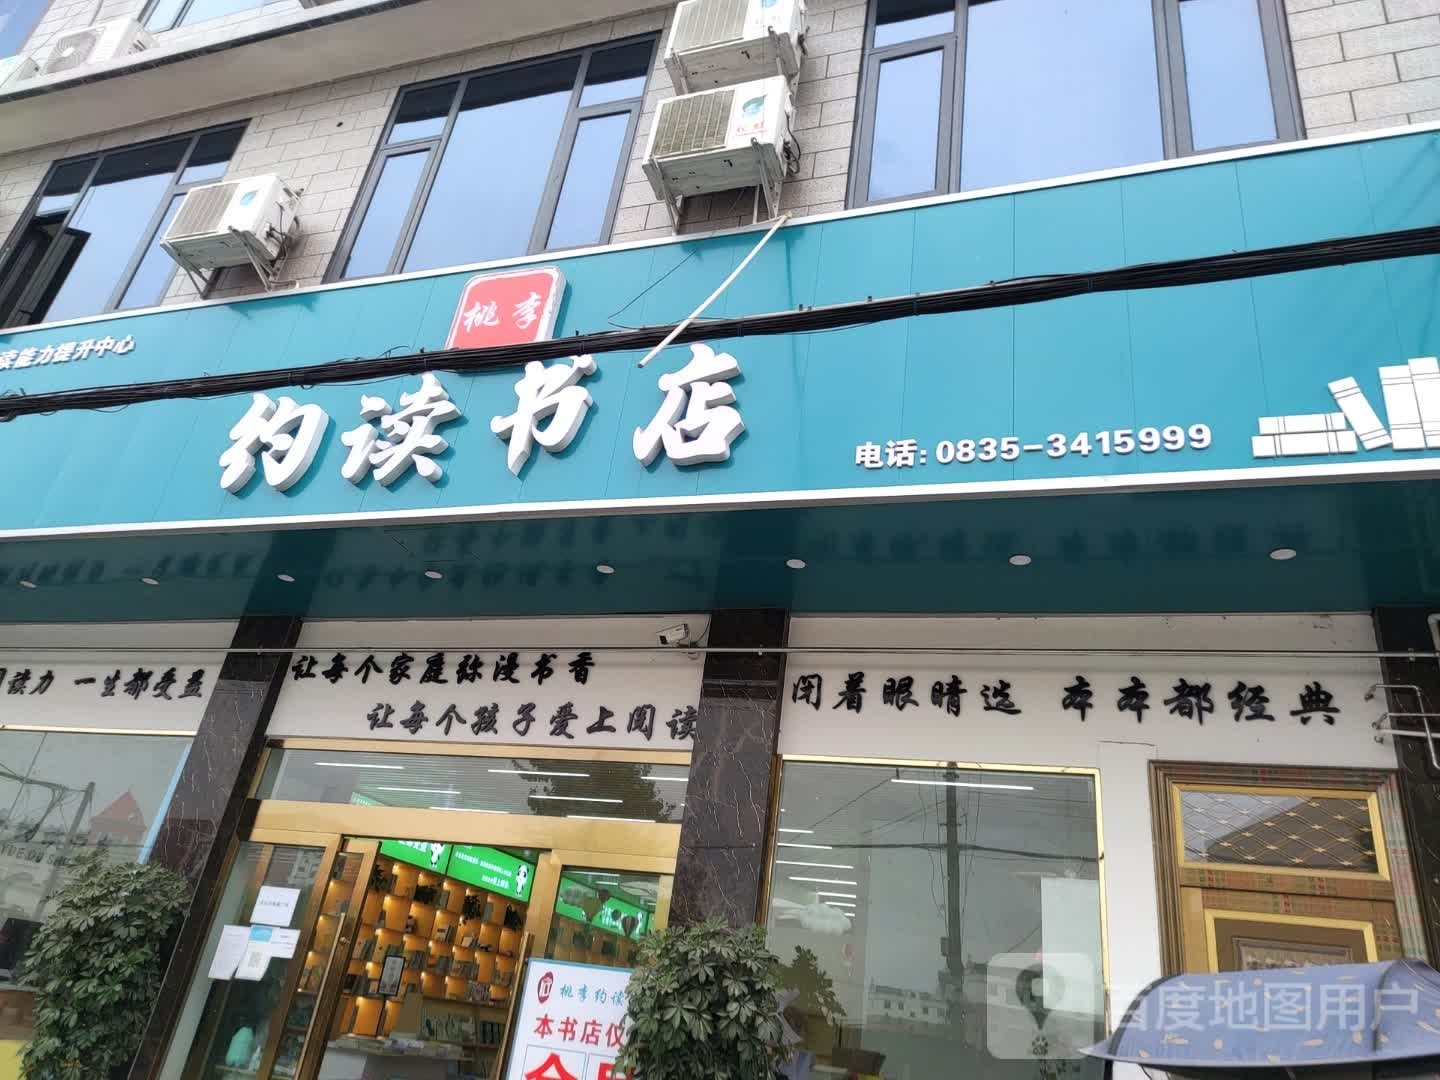 桃李
读能力提升中心
约读书店
电话：0835-3415999
阅读力 一生都受益
让每个家庭弥漫书香
让每个孩子爱上阅读
闭着眼睛选 本本都经典
YUE DU SH
桃李约读
本书店仅
百度地图用户